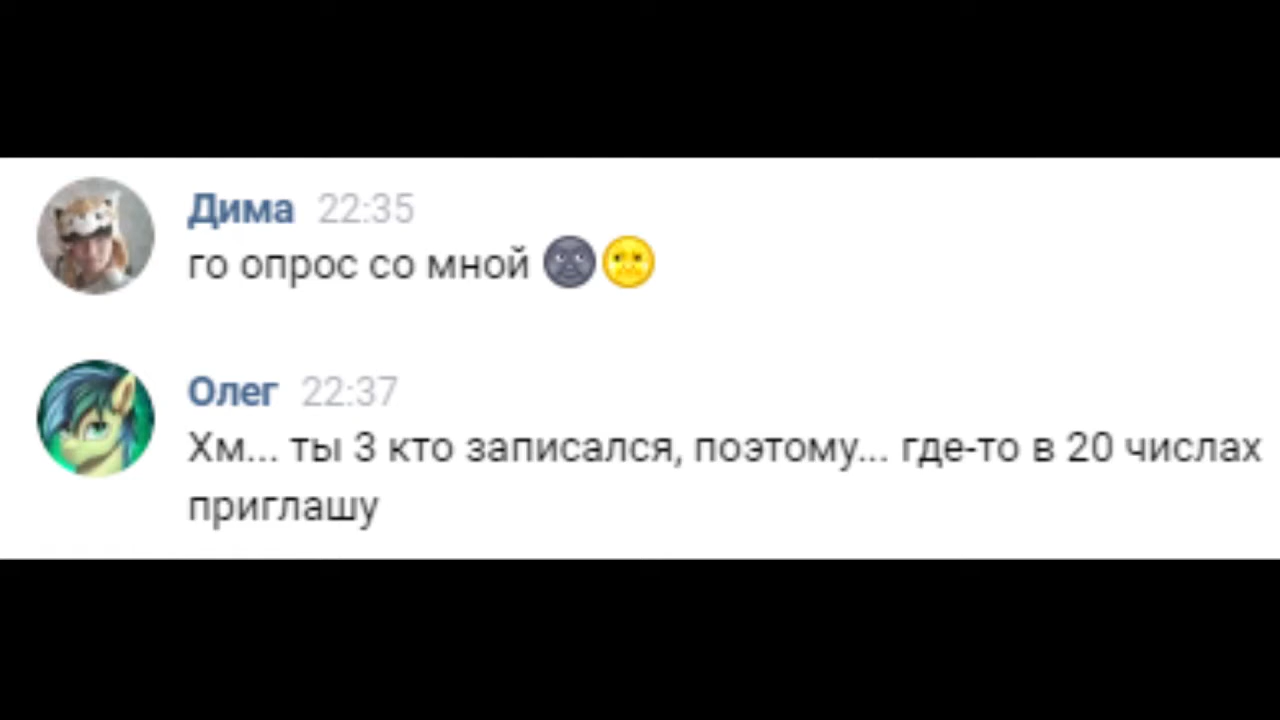 Дима 22:35
го опрос со мной 🌚🌝
Олег 22:37
Хм... ты 3 кто записался, поэтому... где-то в 20 числах
приглашу